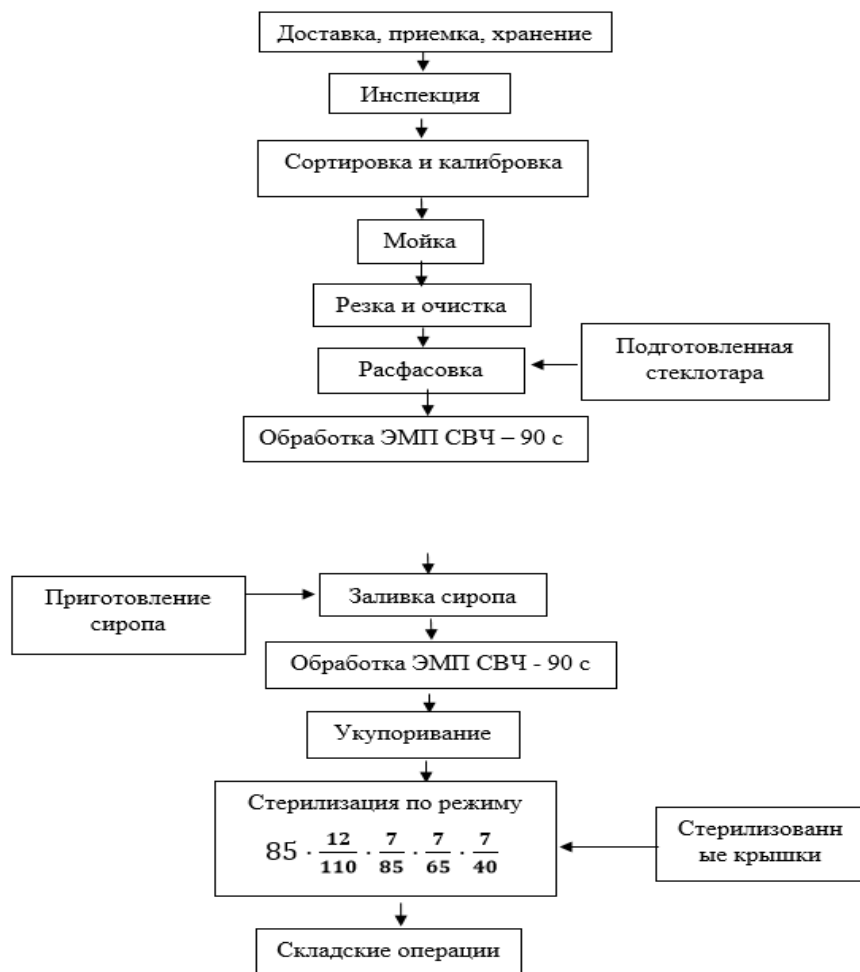 Доставка, приемка, хранение
Инспекция
Сортировка и калибровка
Мойка
Резка и очистка
Расфасовка
Подготовленная
стеклотара
Обработка ЭМП СВЧ – 90 с
Приготовление
сиропа
Заливка сиропа
Обработка ЭМП СВЧ - 90 с
Укупоривание
Стерилизация по режиму
85 · 12/110 · 7/85 · 7/65 · 7/40
Стерилизованн
ые крышки
Складские операции